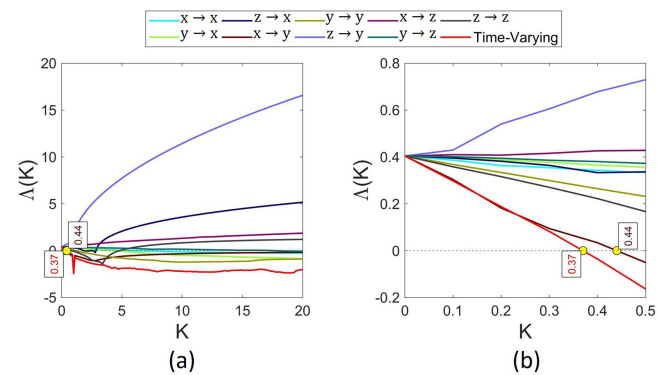 x → x z → x y → y x → z z → z
y → x x → y z → y y → z Time-Varying
20
15
10
5
0
-5
0 5 10 15 20
Λ(K)
K
0.44
0.37
(a)
0.8
0.6
0.4
0.2
0
-0.2
0 0.1 0.2 0.3 0.4 0.5
Λ(K)
K
0.44
0.37
(b)